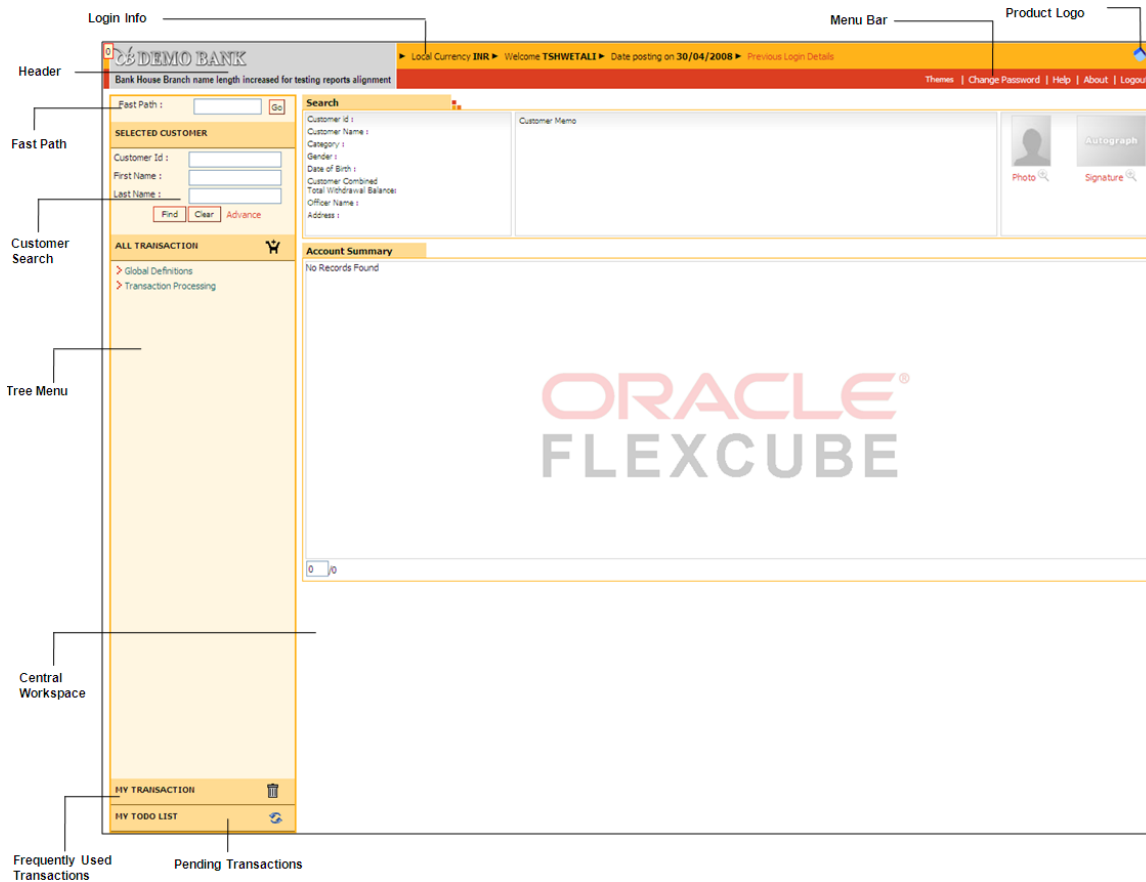 Login Info
Menu Bar
Product Logo
0
DEMO BANK
Local Currency INR Welcome TSHWETALI Date posting on 30/04/2008 Previous Login Details
Header
Bank House Branch name length increased for testing reports alignment
Themes | Change Password | Help | About | Logout
Fast Path :
Go
Search
Fast Path
SELECTED CUSTOMER
Customer Id :
First Name :
Last Name :
Find
Clear
Advance
Customer Id :
Customer Name :
Category :
Gender :
Date of Birth :
Customer Combined
Total Withdrawal Balance:
Officer Name :
Address :
Customer Memo
Autograph
Photo
Signature
Customer
Search
ALL TRANSACTION
Global Definitions
Transaction Processing
Account Summary
No Records Found
Tree Menu
ORACLE®
FLEXCUBE
0 /0
Central
Workspace
MY TRANSACTION
MY TODO LIST
Frequently Used
Transactions
Pending Transactions